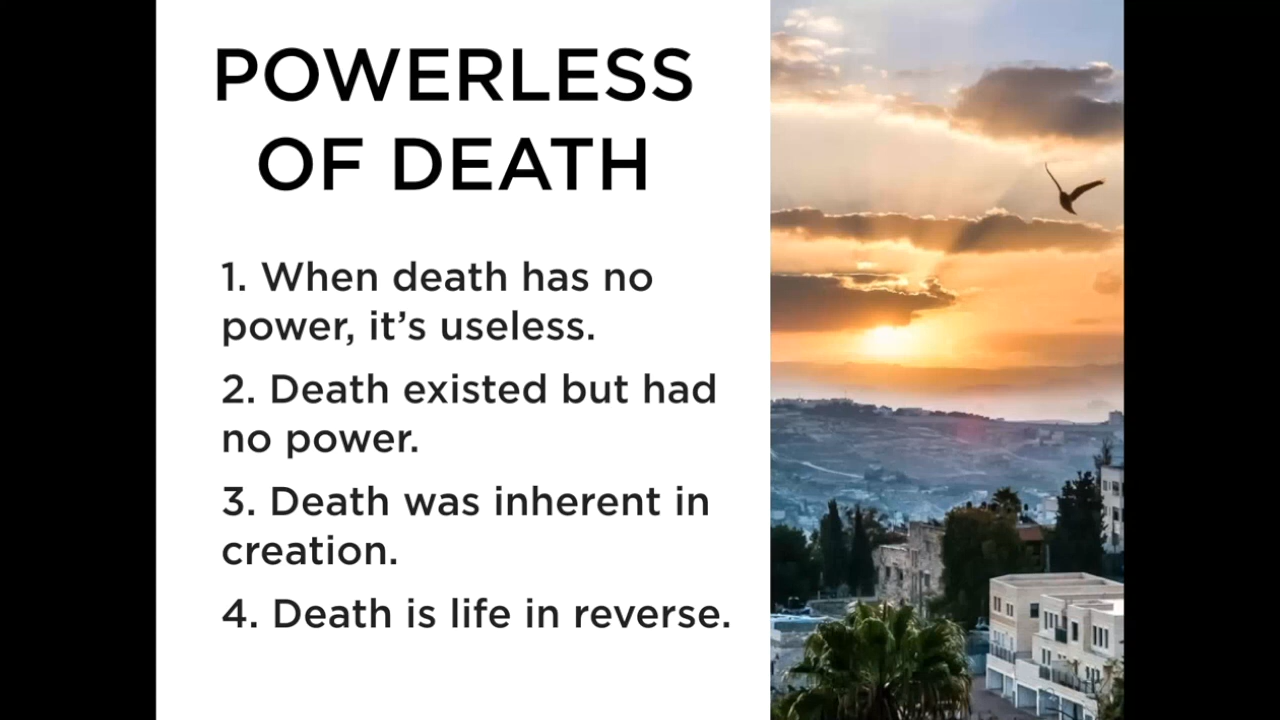 POWERLESS
OF DEATH
1. When death has no
power, it’s useless.
2. Death existed but had
no power.
3. Death was inherent in
creation.
4. Death is life in reverse.